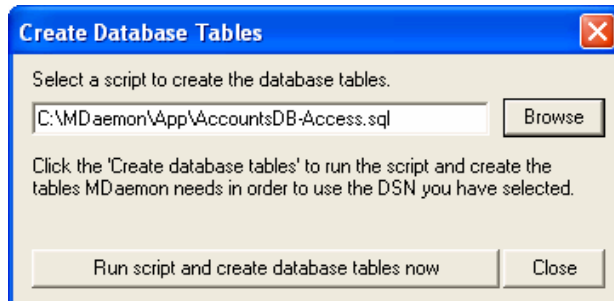 Create Database Tables
Select a script to create the database tables.
C:\MDaemon\App\AccountsDB-Access.sql
Browse
Click the 'Create database tables' to run the script and create the
tables MDaemon needs in order to use the DSN you have selected.
Run script and create database tables now
Close